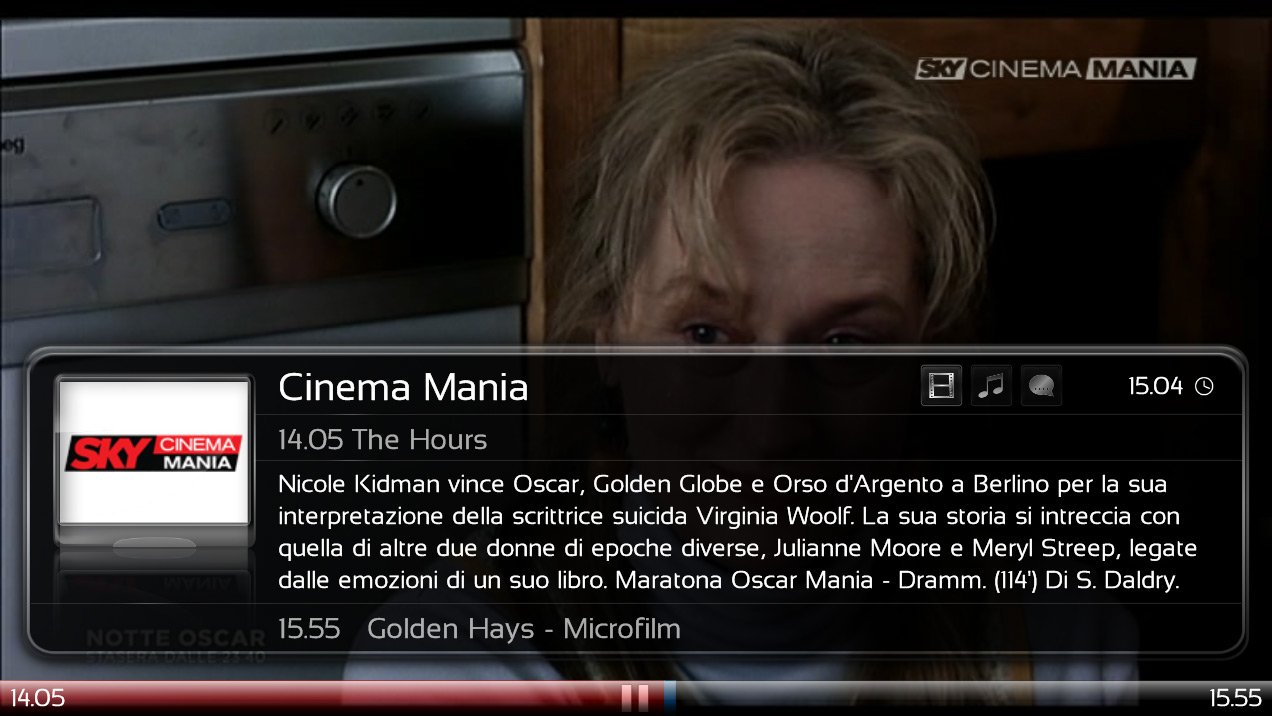 SKY CINEMA MANIA
eg
Cinema Mania
15.04
SKY CINEMA
MANIA
14.05 The Hours
Nicole Kidman vince Oscar, Golden Globe e Orso d'Argento a Berlino per la sua
interpretazione della scrittrice suicida Virginia Woolf. La sua storia si intreccia con
quella di altre due donne di epoche diverse, Julianne Moore e Meryl Streep, legate
dalle emozioni di un suo libro. Maratona Oscar Mania - Dramm. (114') Di S. Daldry.
NOTTE OSCAR
STASERA DALLE 23:40
15.55 Golden Hays - Microfilm
14.05
15.55